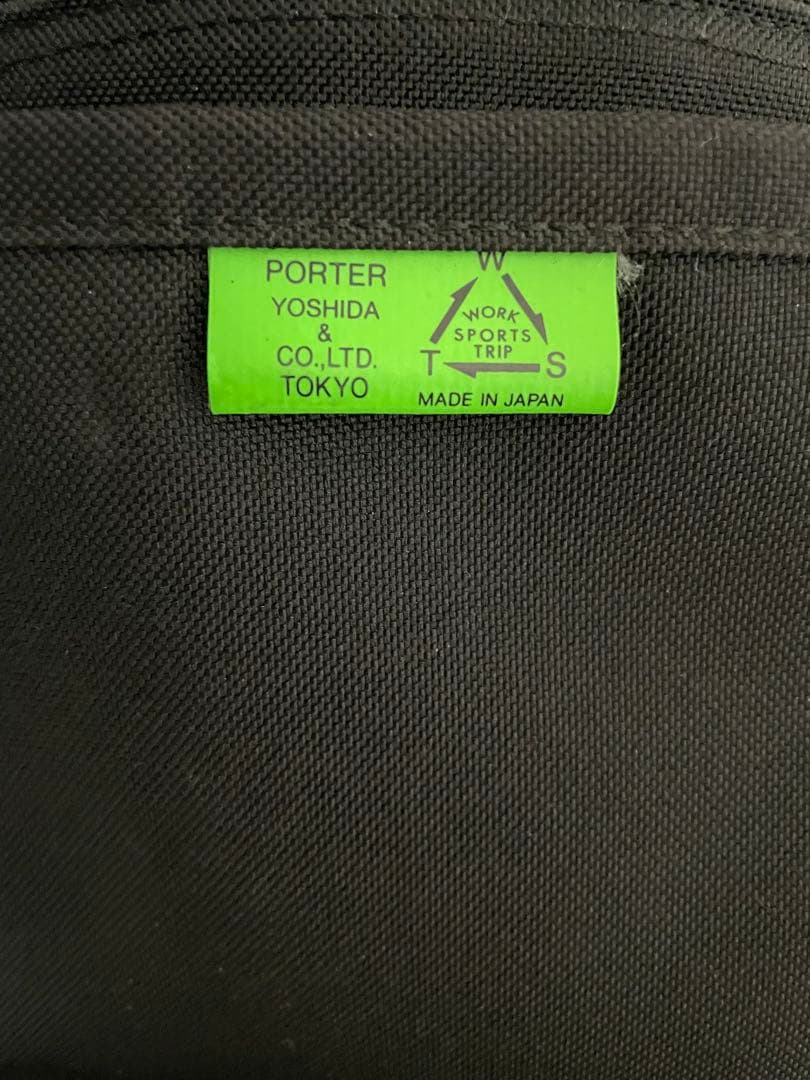 PORTER
YOSHIDA
&
CO.,LTD.
TOKYO
W
WORK
SPORTS
TRIP
T S
MADE IN JAPAN